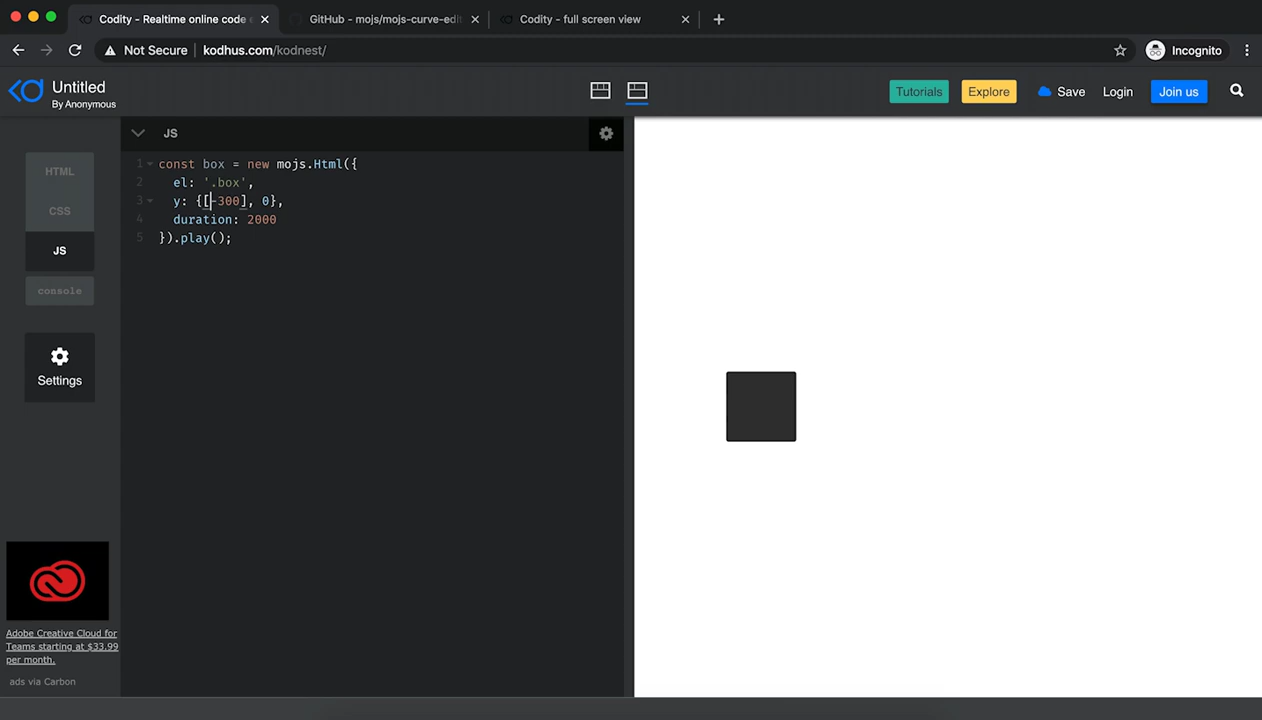 Codity - Realtime online code e
GitHub - mojs/mojs-curve-edit
Codity - full screen view
Not Secure
kodhus.com/kodnest/
Incognito
Untitled
By Anonymous
Tutorials
Explore
Save
Login
Join us
HTML
CSS
JS
console
Settings
JS
1 const box = new mojs.Html({
2 el: '.box',
3 y: {[-300], 0},
4 duration: 2000
5 }).play();
Adobe Creative Cloud for
Teams starting at $33.99
per month.
ads via Carbon